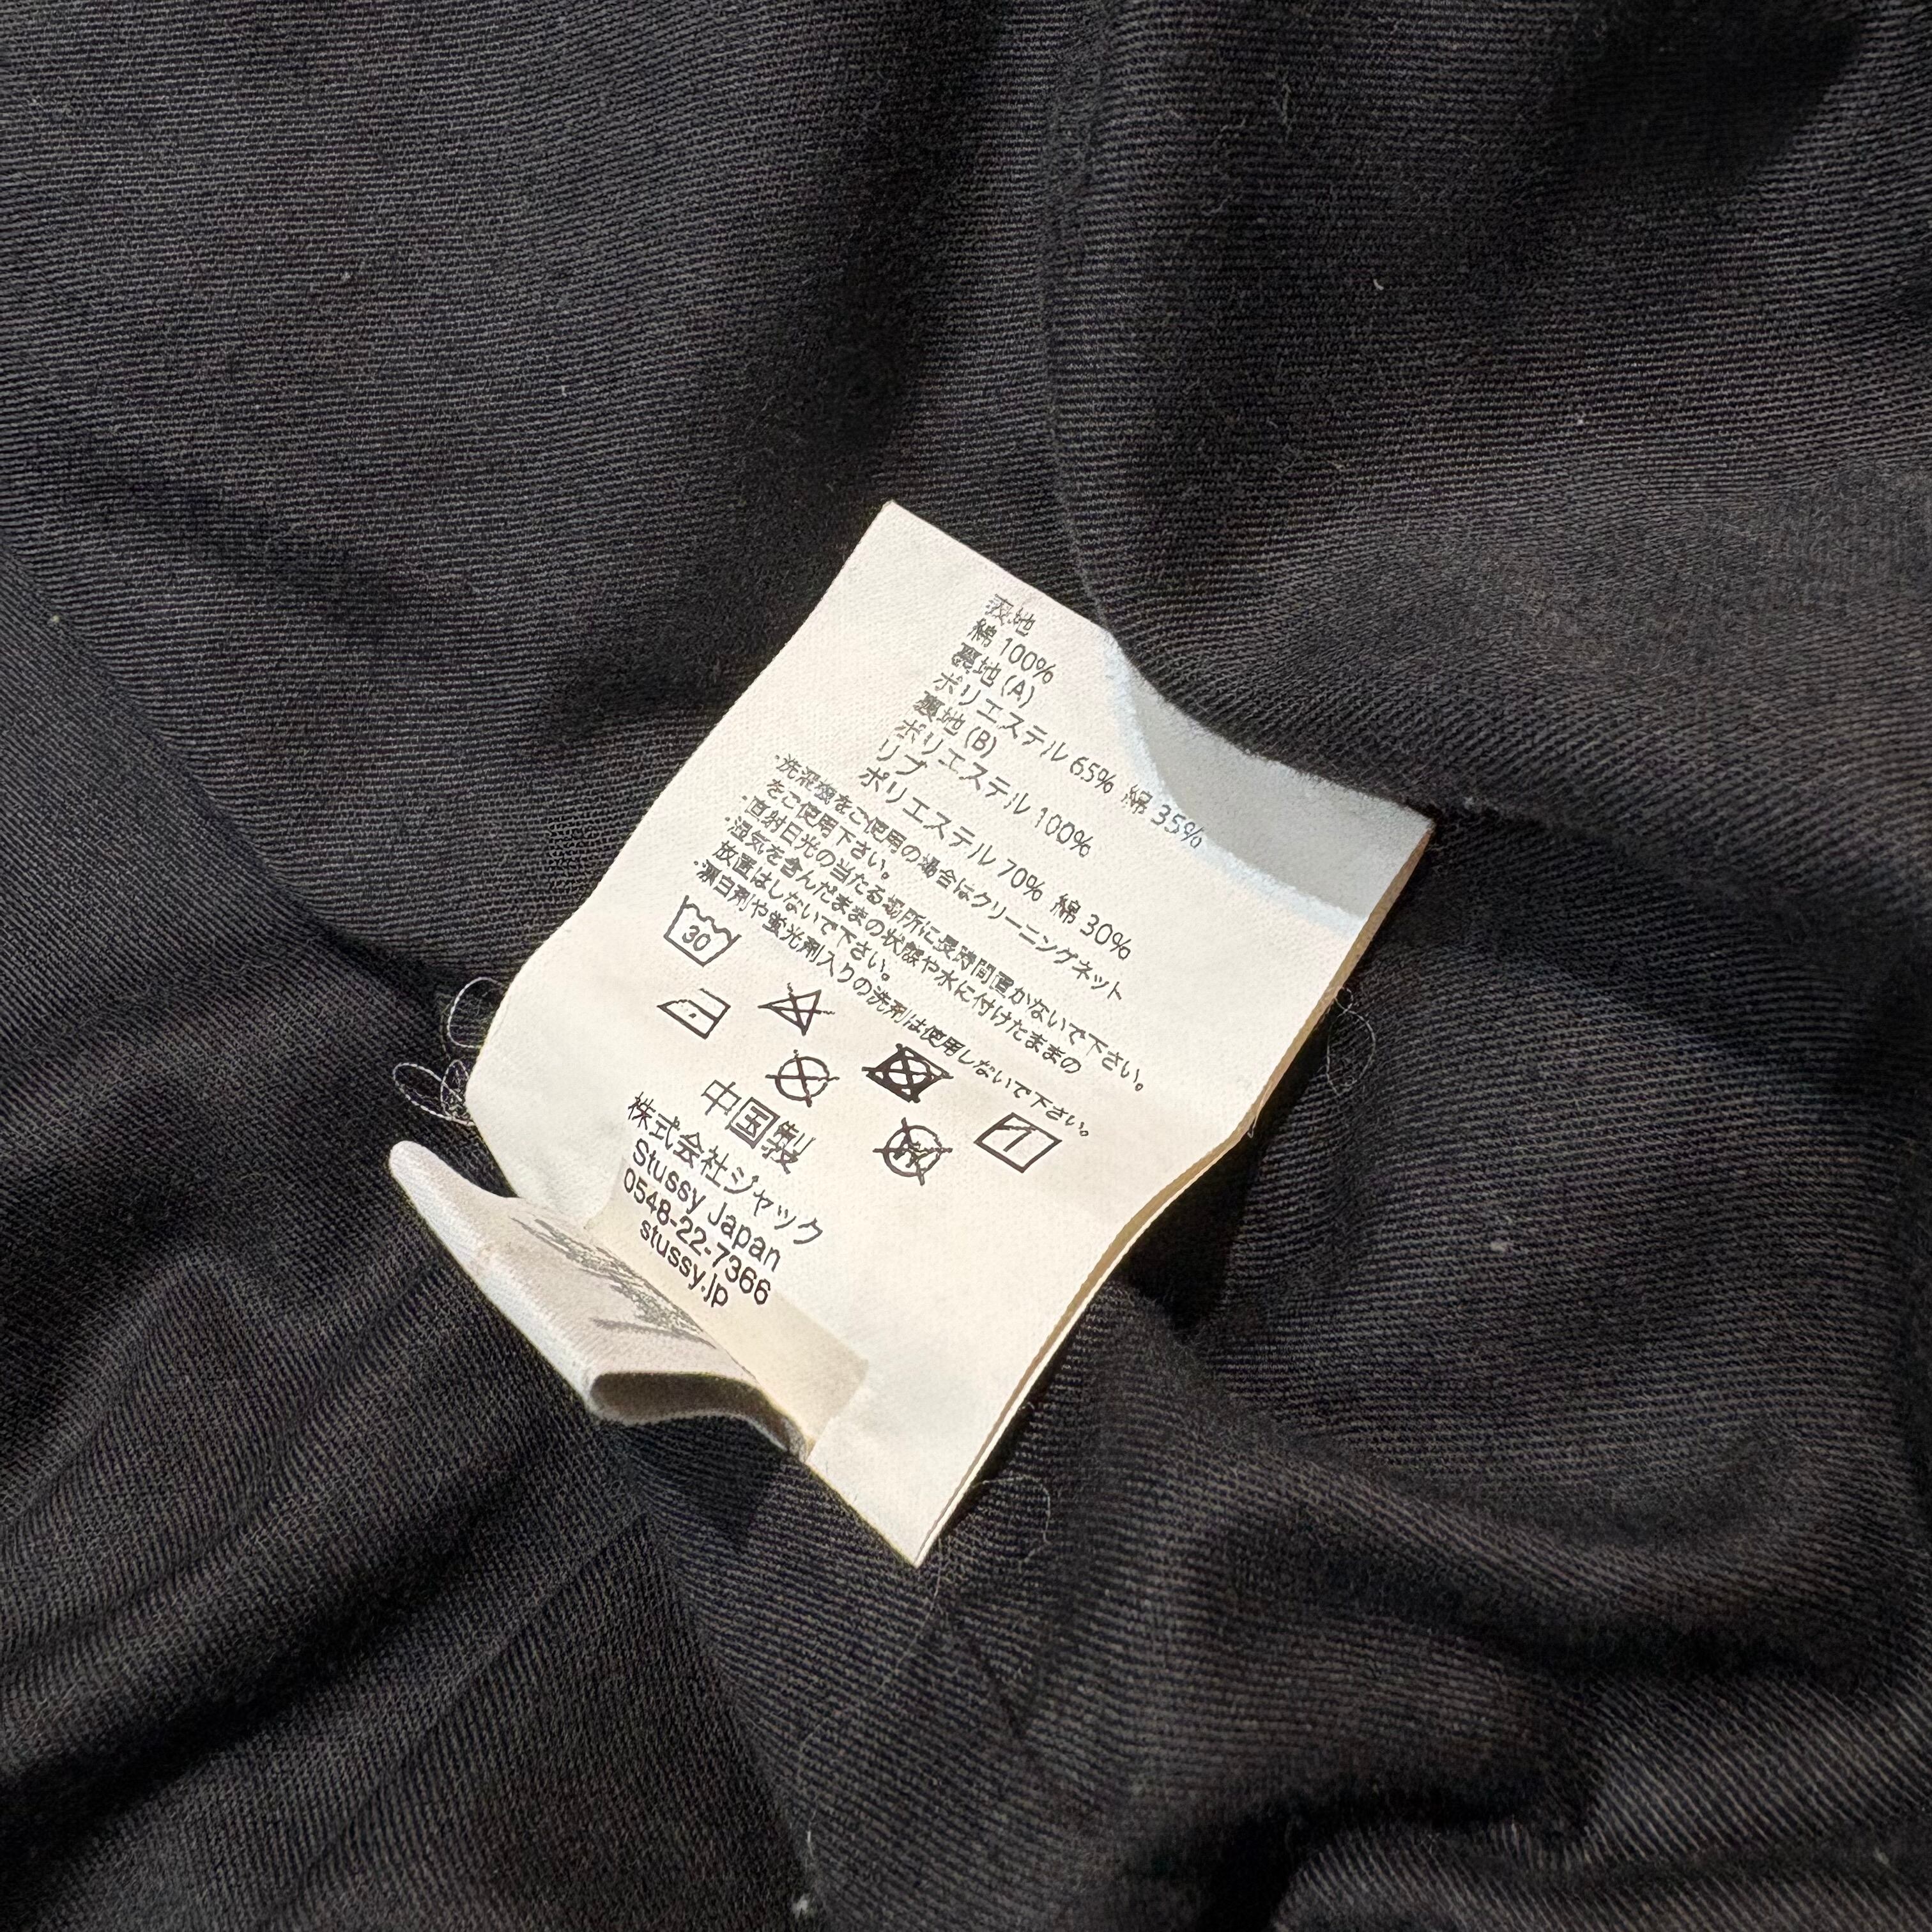 表地
綿 100%
裏地 (A)
ポリエステル 65% 綿 35%
裏地 (B)
ポリエステル 100%
リブ
ポリエステル 70% 綿 30%
・洗濯機をご使用の場合はクリーニングネット
をご使用下さい。
・直射日光の当たる場所に長時間置かないで下さい。
・湿気を含んだままの状態や水に付けたままの
放置はしないで下さい。
・漂白剤や蛍光剤入りの洗剤は使用しないで下さい。
30
中国製
株式会社ジャック
Stussy Japan
0548-22-7366
stussy.jp